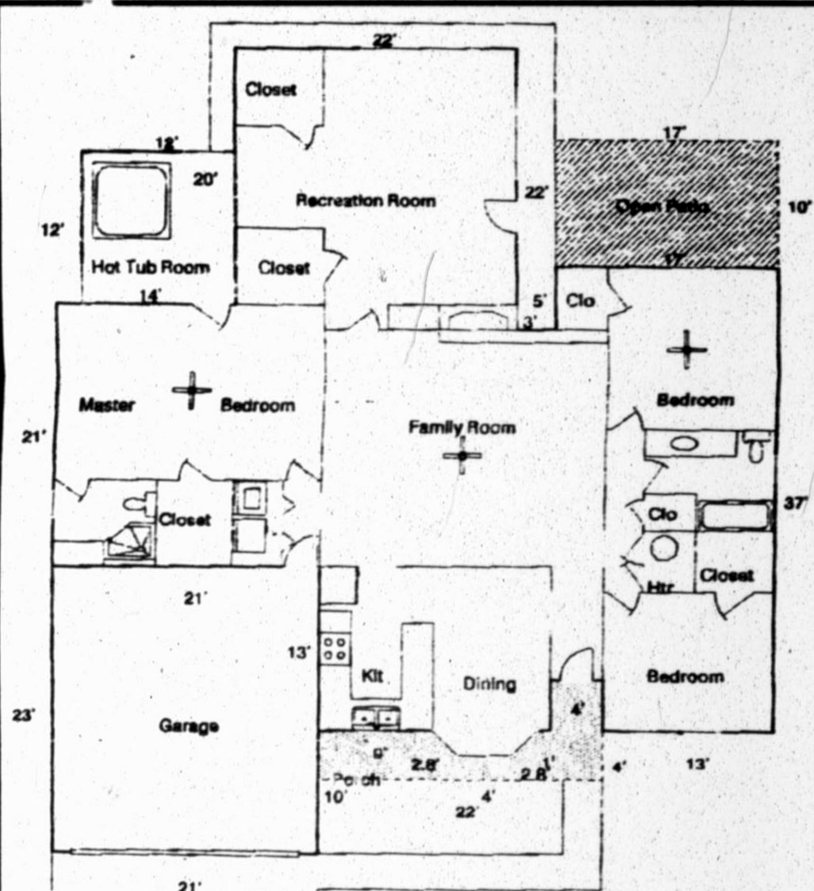 22'
Closet
17'
18'
20'
Recreation Room
22'
Open Patio
10'
12'
Hot Tub Room
Closet
17'
14'
5'
Clo
3'
Master Bedroom
Bedroom
Family Room
21'
37'
Closet
Clo
Htr
Closet
21'
13'
Kit
Dining
Bedroom
4'
23'
Garage
9'
2.8'
1'
2.8'
4'
13'
Porch
10'
4'
22'
21'